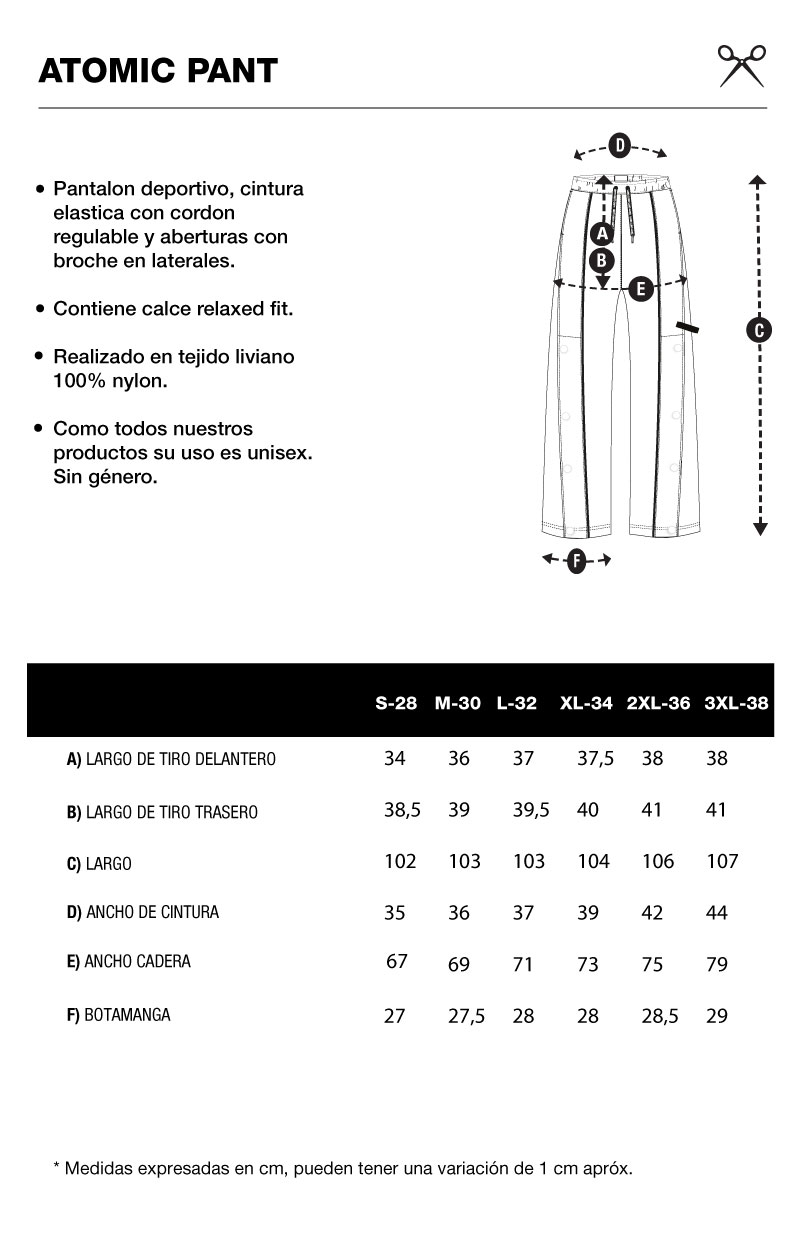 ATOMIC PANT
• Pantalon deportivo, cintura
elastica con cordon
regulable y aberturas con
broche en laterales.
• Contiene calce relaxed fit.
• Realizado en tejido liviano
100% nylon.
• Como todos nuestros
productos su uso es unisex.
Sin género.
D
A
B
E
C
F
S-28 M-30 L-32 XL-34 2XL-36 3XL-38
A) LARGO DE TIRO DELANTERO 34 36 37 37,5 38 38
B) LARGO DE TIRO TRASERO 38,5 39 39,5 40 41 41
C) LARGO 102 103 103 104 106 107
D) ANCHO DE CINTURA 35 36 37 39 42 44
E) ANCHO CADERA 67 69 71 73 75 79
F) BOTAMANGA 27 27,5 28 28 28,5 29
* Medidas expresadas en cm, pueden tener una variación de 1 cm apróx.